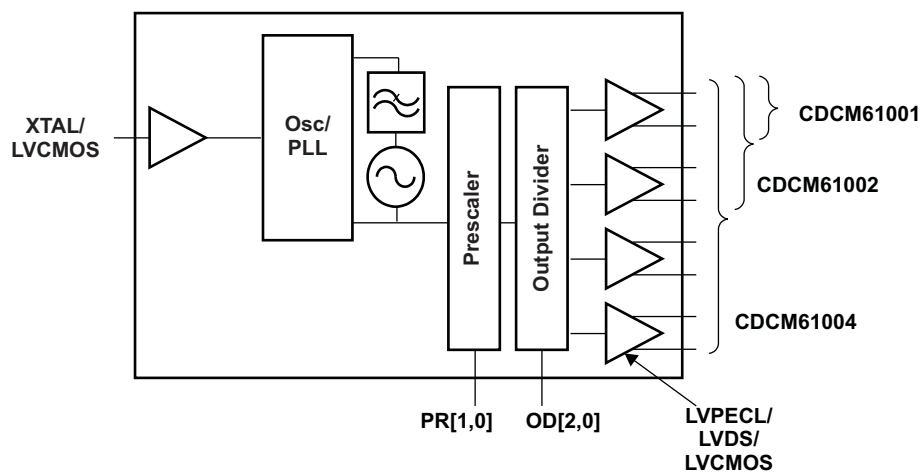 XTAL/
LVCMOS
Osc/
PLL
Prescaler
Output Divider
CDCM61001
CDCM61002
CDCM61004
PR[1,0]
OD[2,0]
LVPECL/
LVDS/
LVCMOS